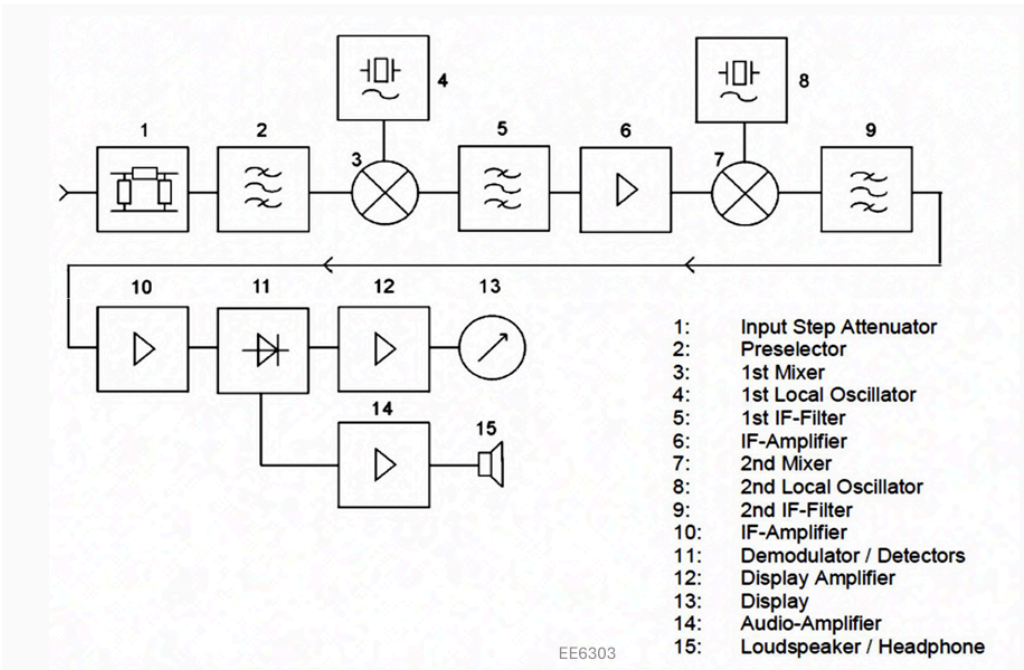 4
8
1
2
3
5
6
7
9
10
11
12
13
14
15
1: Input Step Attenuator
2: Preselector
3: 1st Mixer
4: 1st Local Oscillator
5: 1st IF-Filter
6: IF-Amplifier
7: 2nd Mixer
8: 2nd Local Oscillator
9: 2nd IF-Filter
10: IF-Amplifier
11: Demodulator / Detectors
12: Display Amplifier
13: Display
14: Audio-Amplifier
15: Loudspeaker / Headphone
EE6303